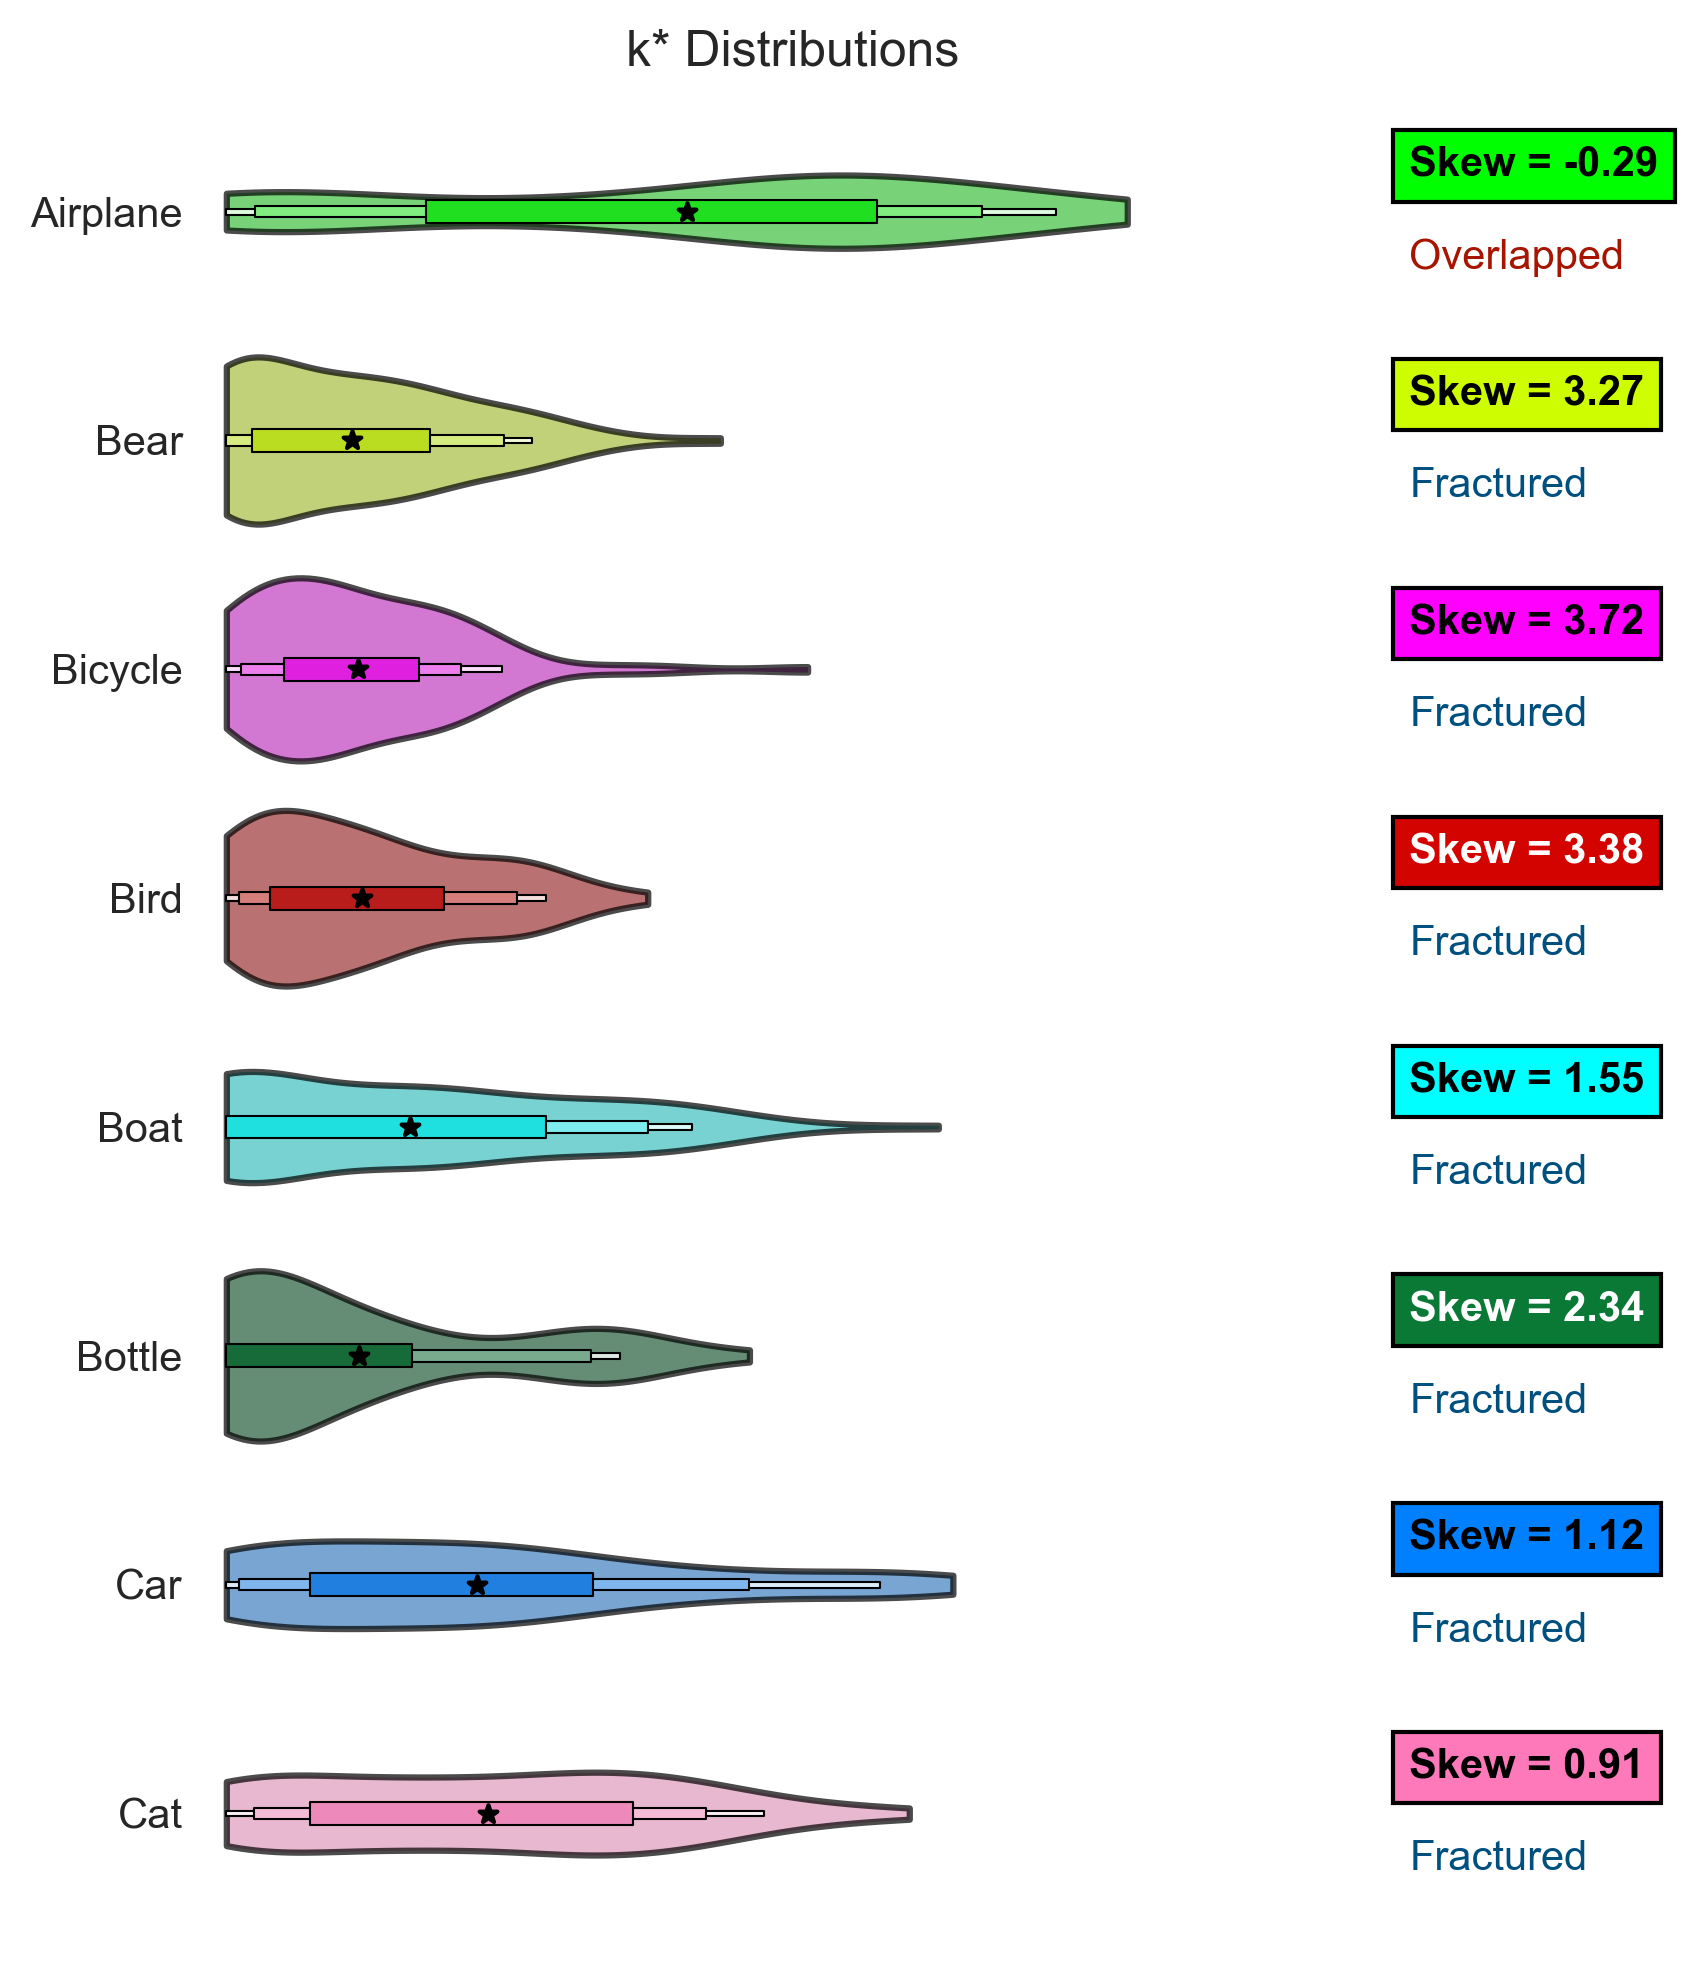 k* Distributions
Airplane
Skew = -0.29
Overlapped
Bear
Skew = 3.27
Fractured
Bicycle
Skew = 3.72
Fractured
Bird
Skew = 3.38
Fractured
Boat
Skew = 1.55
Fractured
Bottle
Skew = 2.34
Fractured
Car
Skew = 1.12
Fractured
Cat
Skew = 0.91
Fractured